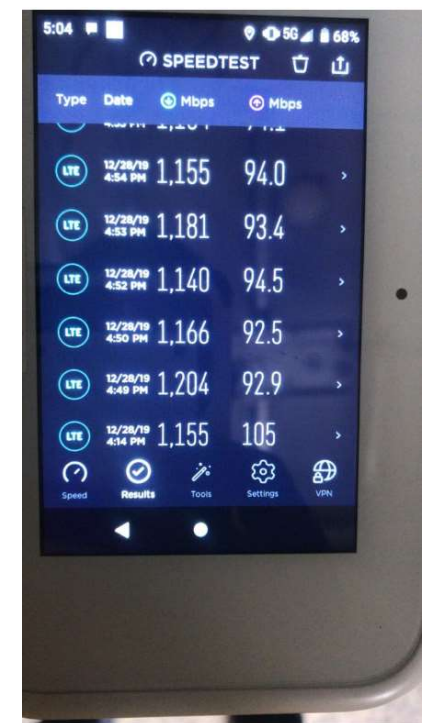 5:04 5G 68%
SPEEDTEST
Type Date Mbps Mbps
LTE 12/28/19 4:54 PM 1,155 94.0
LTE 12/28/19 4:53 PM 1,181 93.4
LTE 12/28/19 4:52 PM 1,140 94.5
LTE 12/28/19 4:50 PM 1,166 92.5
LTE 12/28/19 4:49 PM 1,204 92.9
LTE 12/28/19 4:14 PM 1,155 105
Speed Results Tools Settings VPN